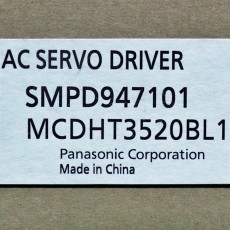 AC SERVO DRIVER
SMPD947101
MCDHT3520BL1
Panasonic Corporation
Made in China